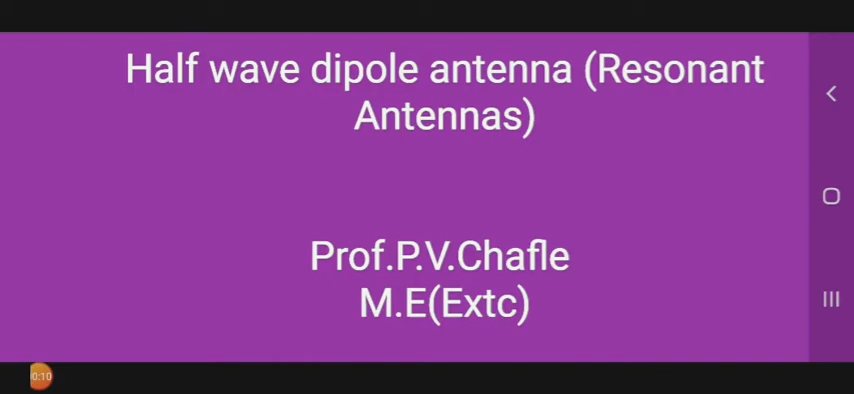 Half wave dipole antenna (Resonant
Antennas)
Prof.P.V.Chafle
M.E(Extc)
0:10